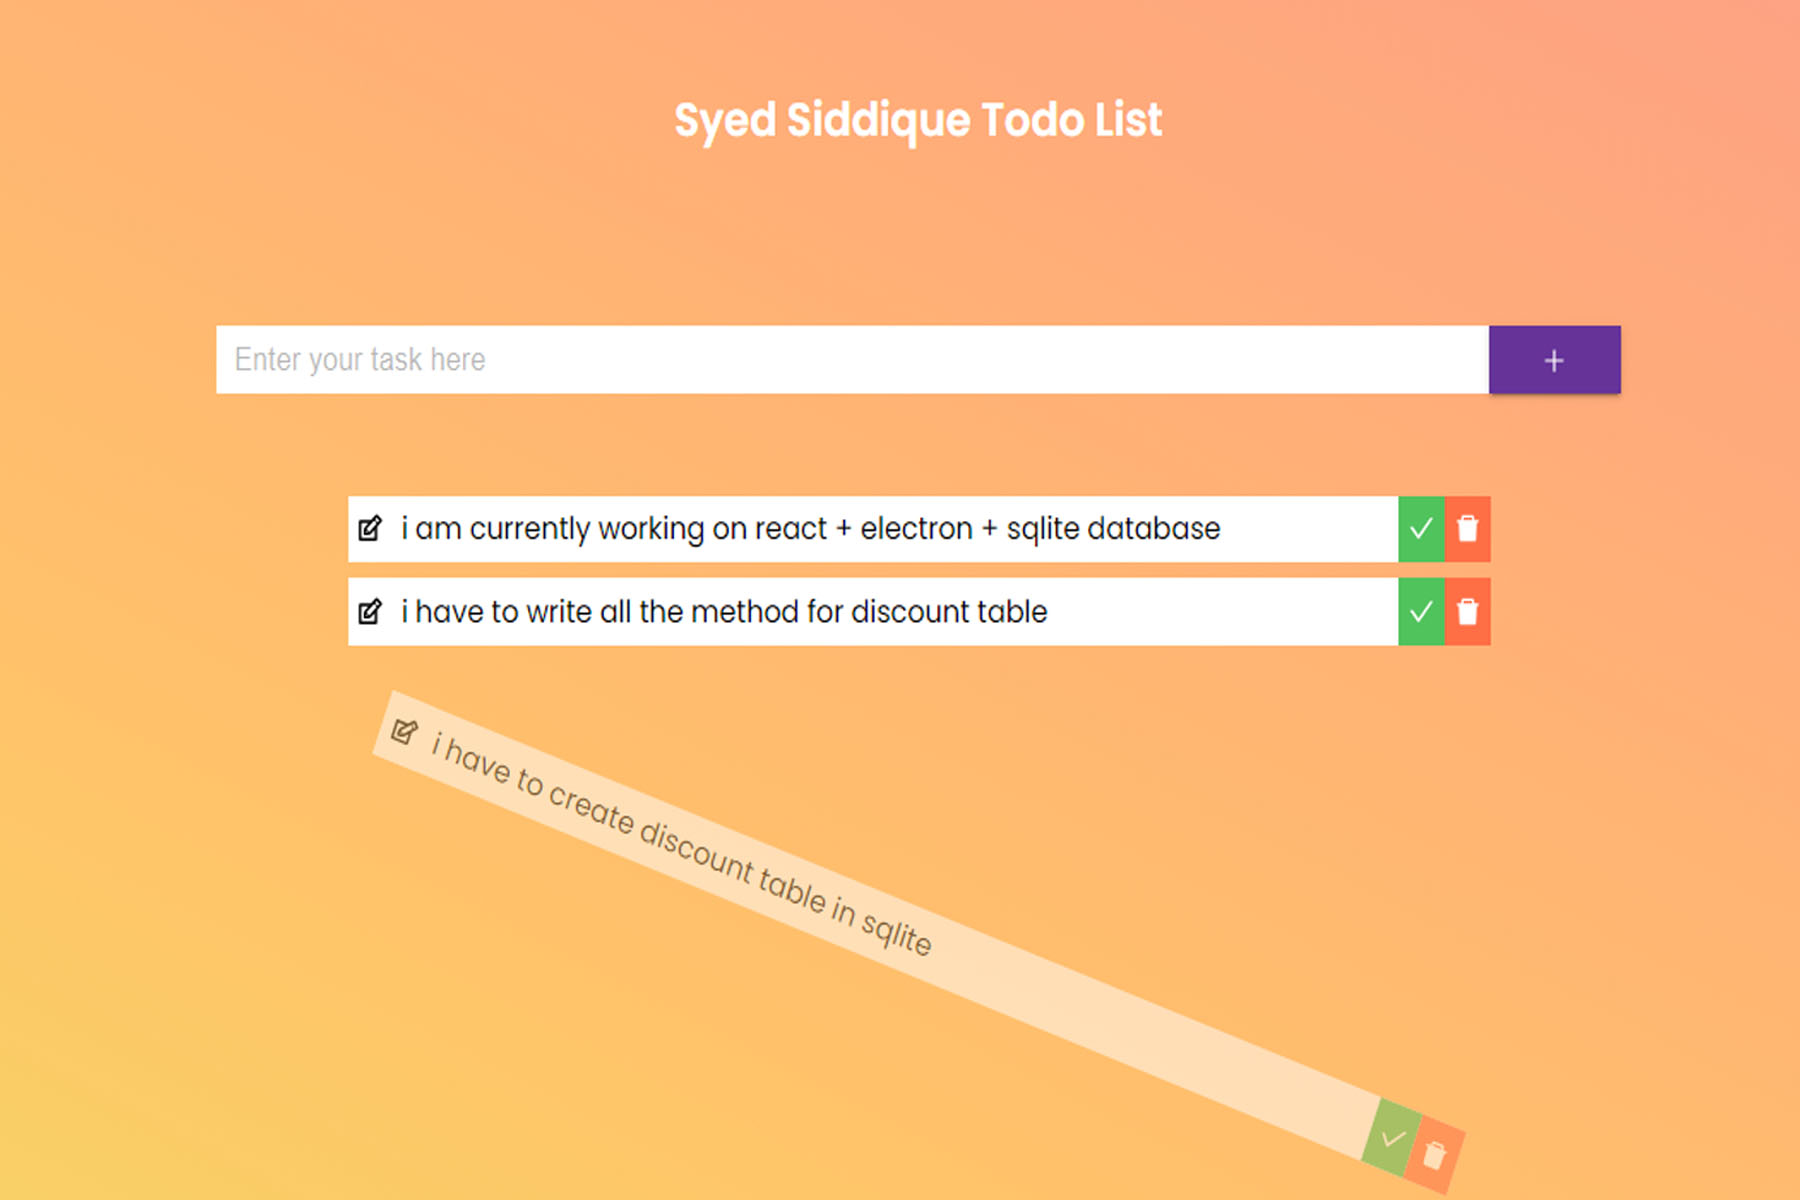 Syed Siddique Todo List
Enter your task here
+
i am currently working on react + electron + sqlite database
i have to write all the method for discount table
i have to create discount table in sqlite